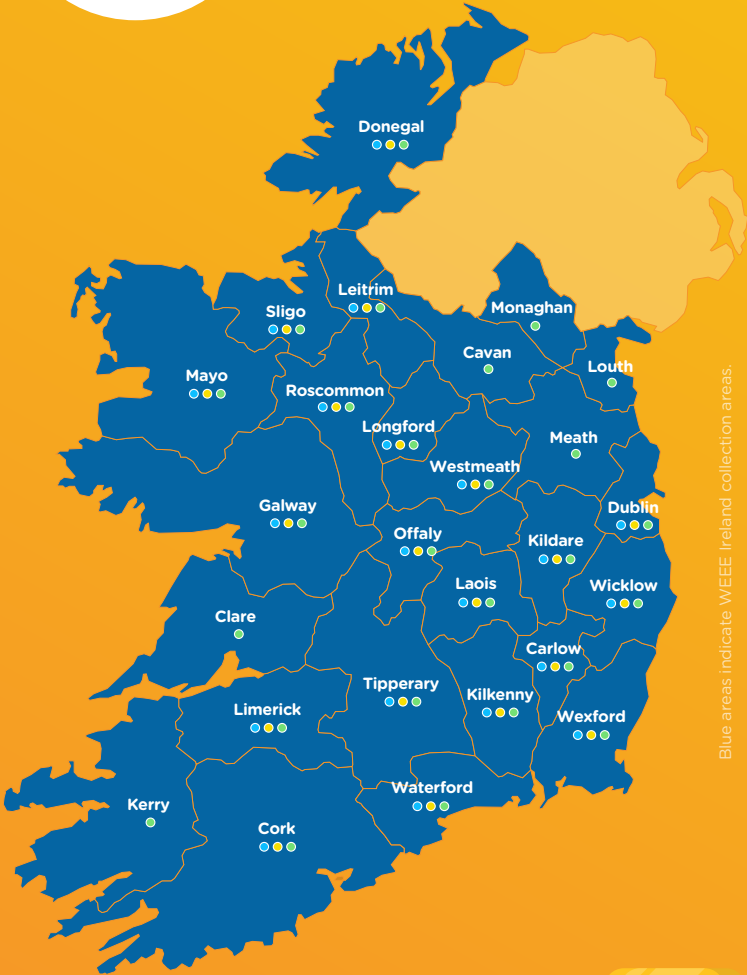 Donegal
Leitrim
Monaghan
Sligo
Cavan
Louth
Mayo
Roscommon
Longford
Meath
Westmeath
Galway
Dublin
Offaly
Kildare
Laois
Wicklow
Clare
Carlow
Tipperary
Kilkenny
Limerick
Wexford
Waterford
Kerry
Cork
Blue areas indicate WEEE Ireland collection areas.